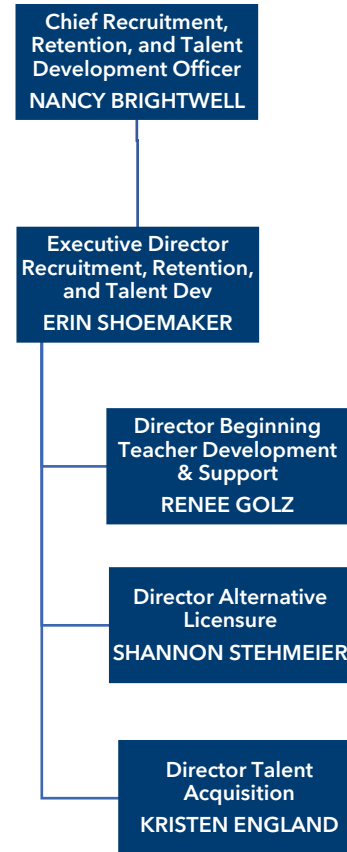 Chief Recruitment,
Retention, and Talent
Development Officer
NANCY BRIGHTWELL
Executive Director
Recruitment, Retention,
and Talent Dev
ERIN SHOEMAKER
Director Beginning
Teacher Development
& Support
RENEE GOLZ
Director Alternative
Licensure
SHANNON STEHMEIER
Director Talent
Acquisition
KRISTEN ENGLAND